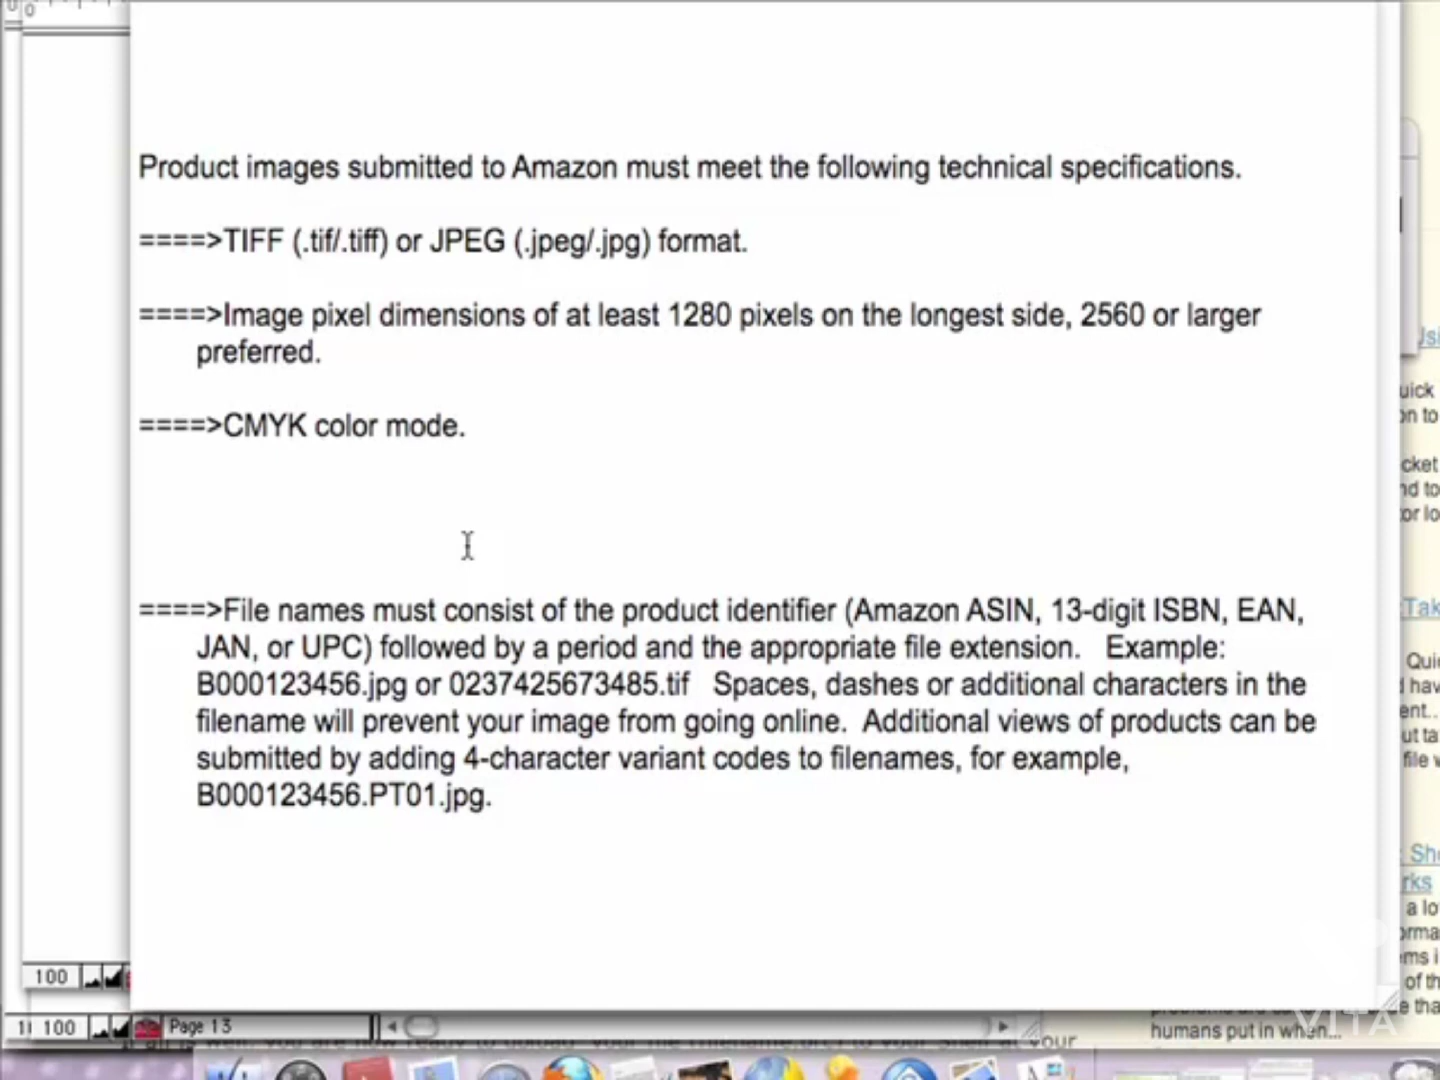 Product images submitted to Amazon must meet the following technical specifications.
====>TIFF (.tif/.tiff) or JPEG (.jpeg/.jpg) format.
====>Image pixel dimensions of at least 1280 pixels on the longest side, 2560 or larger
preferred.
====>CMYK color mode.
====>File names must consist of the product identifier (Amazon ASIN, 13-digit ISBN, EAN,
JAN, or UPC) followed by a period and the appropriate file extension.   Example:
B000123456.jpg or 0237425673485.tif   Spaces, dashes or additional characters in the
filename will prevent your image from going online.  Additional views of products can be
submitted by adding 4-character variant codes to filenames, for example,
B000123456.PT01.jpg.
100
100
Page 13
humans put in when...
VITA